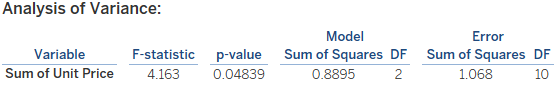 Analysis of Variance:
Model Error
Variable F-statistic p-value Sum of Squares DF Sum of Squares DF
Sum of Unit Price 4.163 0.04839 0.8895 2 1.068 10